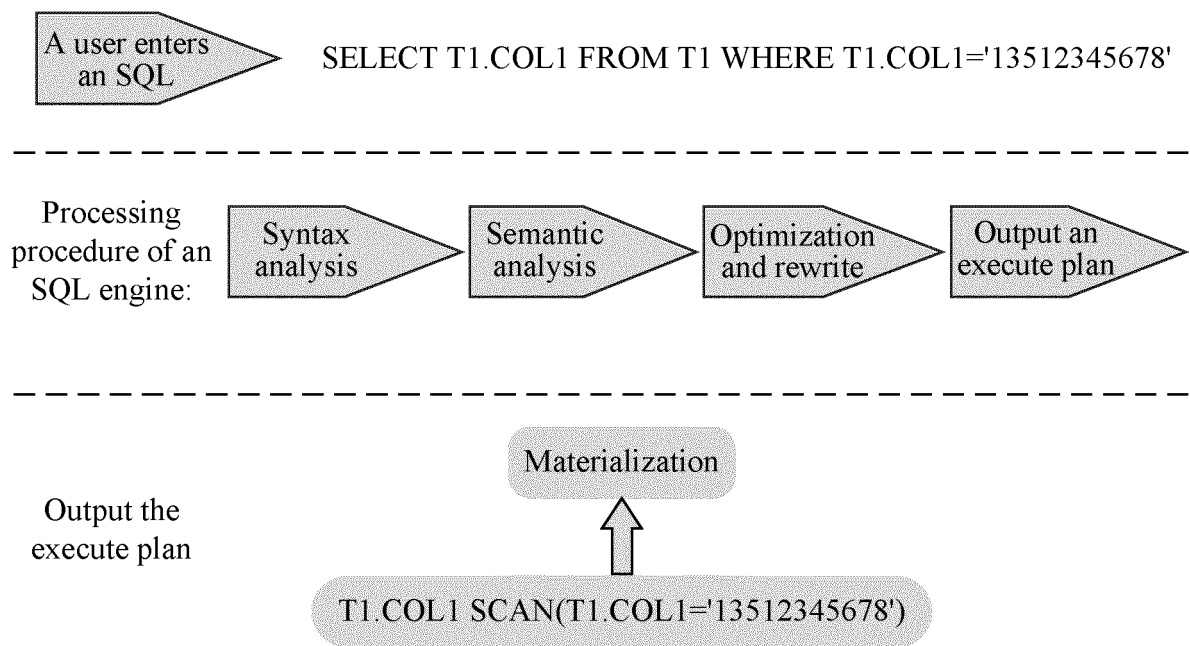 A user enters
an SQL
SELECT T1.COL1 FROM T1 WHERE T1.COL1='13512345678'
Processing
procedure of an
SQL engine:
Syntax
analysis
Semantic
analysis
Optimization
and rewrite
Output an
execute plan
Materialization
Output the
execute plan
T1.COL1 SCAN(T1.COL1='13512345678')